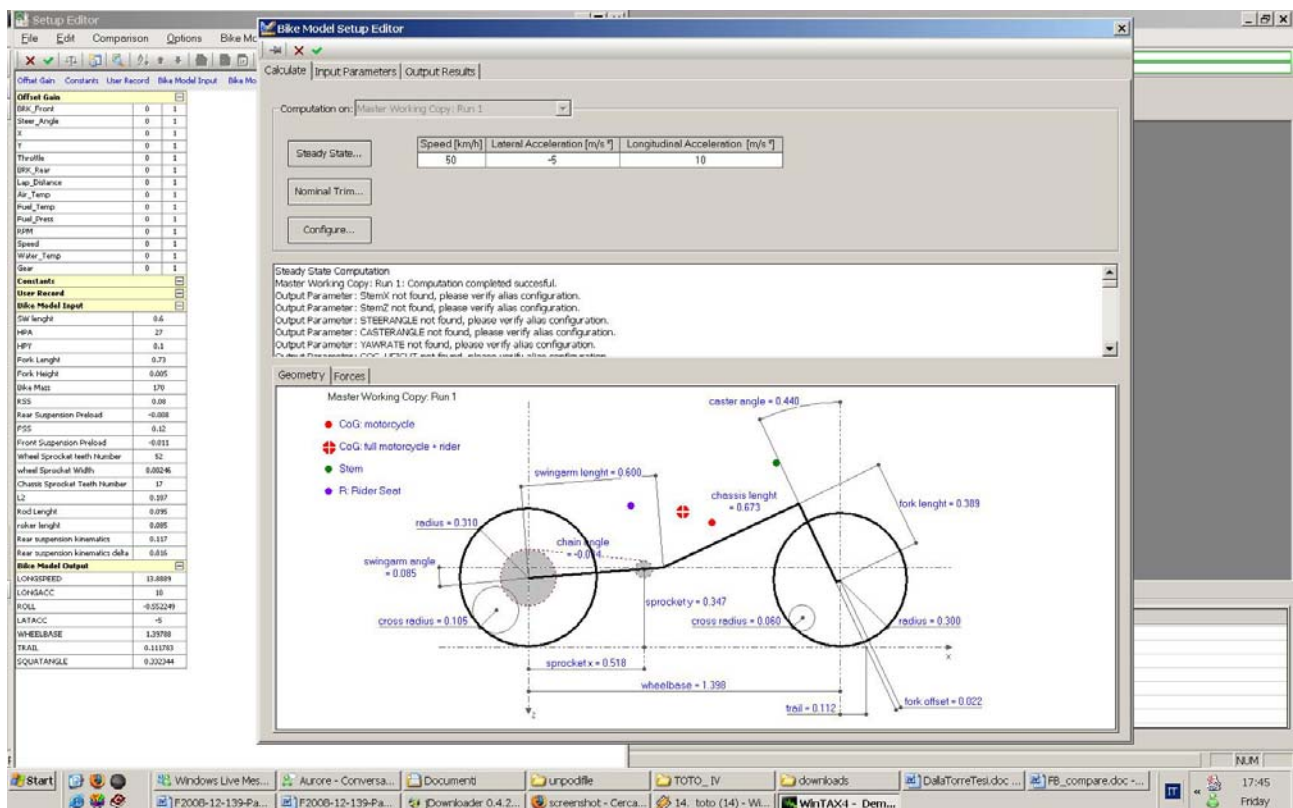 Setup Editor
File Edit Comparison Options Bike Mo
Offset Gain Constants User Record Bike Model Input Bike Mo
Offset Gain
BRK_Front 0 1
Steer_Angle 0 1
X 0 1
Y 0 1
Throttle 0 1
BRK_Rear 0 1
Lap_Distance 0 1
Air_Temp 0 1
Fuel_Temp 0 1
Fuel_Press 0 1
RPM 0 1
Speed 0 1
Water_Temp 0 1
Gear 0 1
Constants
User Record
Bike Model Input
SW lenght 0.6
HPA 27
HPY 0.1
Fork Lenght 0.73
Fork Height 0.005
Bike Mass 170
RSS
Rear Suspension Preload -0.008
FSS 0.12
Front Suspension Preload -0.011
Wheel Sprocket teeth Number 52
wheel Sprocket Width 0.00246
Chassis Sprocket Teeth Number 17
L2 0.107
Rod Lenght 0.095
roker lenght 0.085
Rear suspension kinematics 0.117
Rear suspension kinematics delta 0.016
Bike Model Output
LONGSPEED 13.8889
LONGACC 10
ROLL -0.552249
LATACC -5
WHEELBASE 1.39788
TRAIL 0.111783
SQUATANGLE 0.332344
Bike Model Setup Editor
Calculate Input Parameters Output Results
Computation on: Master Working Copy: Run 1
Steady State...
Speed [km/h] Lateral Acceleration [m/s ²] Longitudinal Acceleration [m/s ²]
50 -5 10
Nominal Trim...
Configure...
Steady State Computation
Master Working Copy: Run 1: Computation completed succesful.
Output Parameter: StemX not found, please verify alias configuration.
Output Parameter: StemZ not found, please verify alias configuration.
Output Parameter: STEERANGLE not found, please verify alias configuration.
Output Parameter: CASTERANGLE not found, please verify alias configuration.
Output Parameter: YAWRATE not found, please verify alias configuration.
Geometry Forces
Master Working Copy: Run 1
CoG: motorcycle
CoG: full motorcycle + rider
Stem
R: Rider Seat
caster angle = 0.440
swingarm lenght = 0.600
chassis lenght
= 0.673
fork lenght = 0.389
radius = 0.310
chain angle
swingarm angle
= 0.085
sprocket y = 0.347
cross radius = 0.105
cross radius = 0.060
radius = 0.300
x
sprocket x = 0.518
wheelbase = 1.398
trail = 0.112
fork offset = 0.022
z
NUM
Start
Windows Live Mes...
Aurore - Conversa...
Documenti
unpodifile
TOTO_ IV
downloads
DallaTorreTesi.doc ...
FB_compare.doc -...
IT
17:45
F2008-12-139-Pa...
F2008-12-139-Pa...
JDownloader 0.4.2...
screenshot - Cerca...
14. toto (14) - Wi...
WinTAX4 - Dem...
Friday